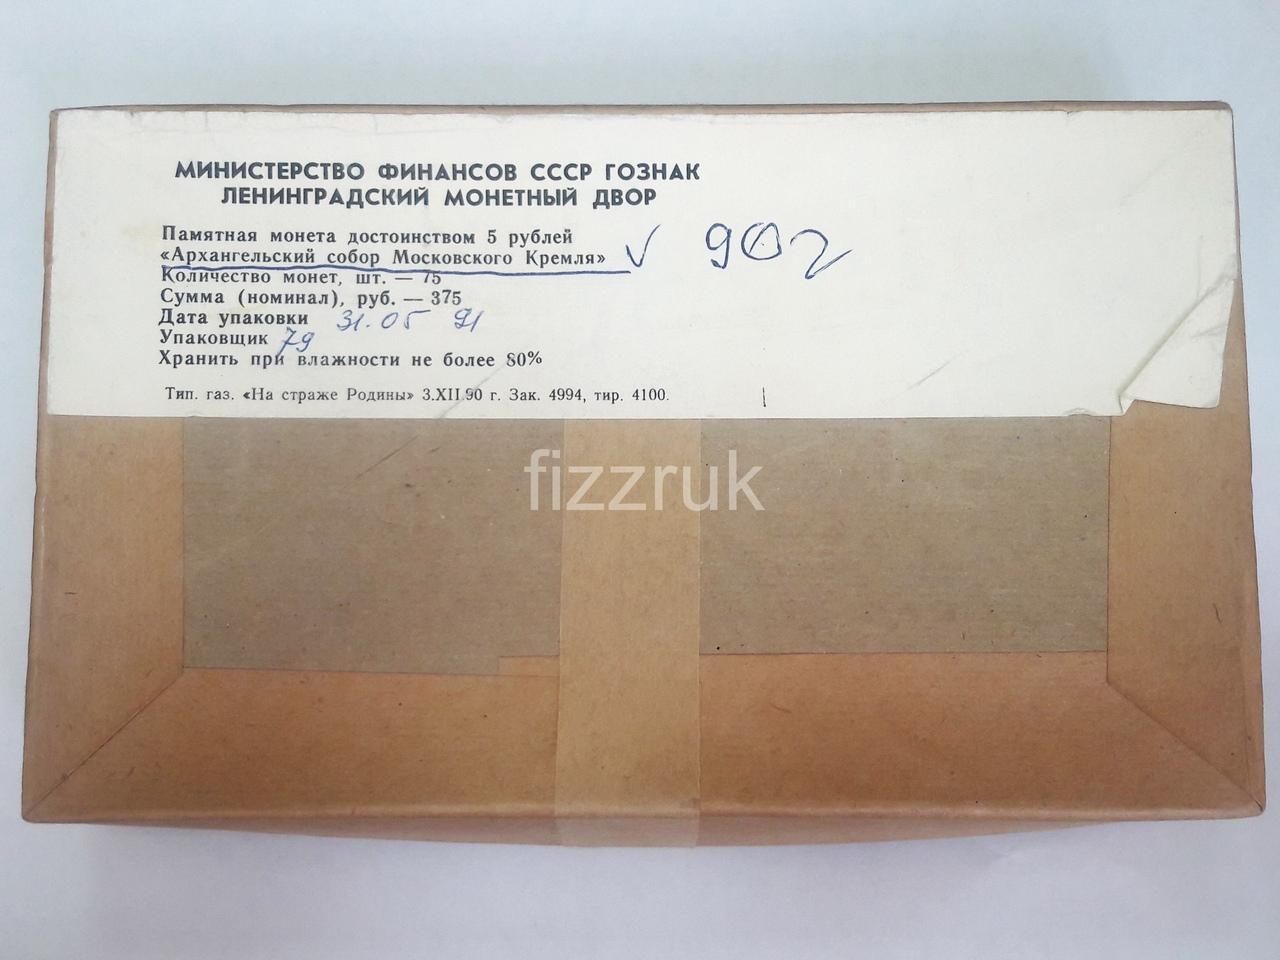 МИНИСТЕРСТВО ФИНАНСОВ СССР ГОЗНАК
ЛЕНИНГРАДСКИЙ МОНЕТНЫЙ ДВОР
Памятная монета достоинством 5 рублей
«Архангельский собор Московского Кремля» √ 90г
Количество монет, шт. — 75
Сумма (номинал), руб. — 375
Дата упаковки 31.05 91
Упаковщик 79
Хранить при влажности не более 80%
Тип. газ. «На страже Родины» 3.XII.90 г. Зак. 4994, тир. 4100.
fizzruk